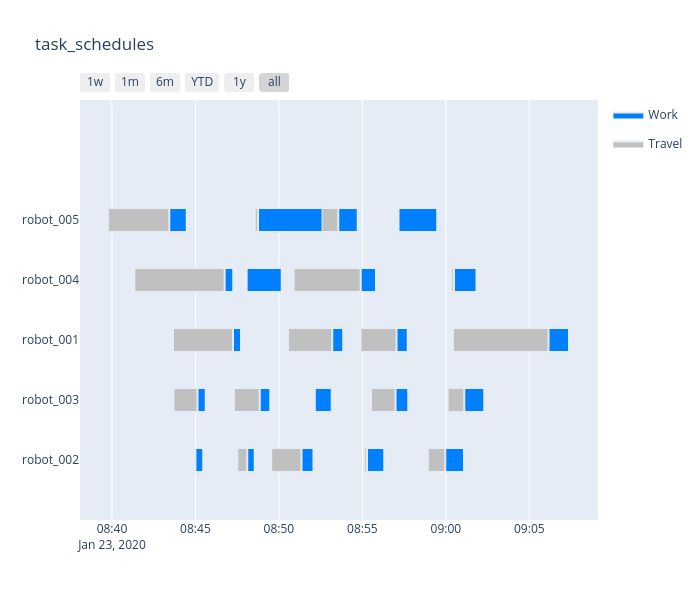 task_schedules
1w 1m 6m YTD 1y all
Work
Travel
robot_005
robot_004
robot_001
robot_003
robot_002
08:40 08:45 08:50 08:55 09:00 09:05
Jan 23, 2020